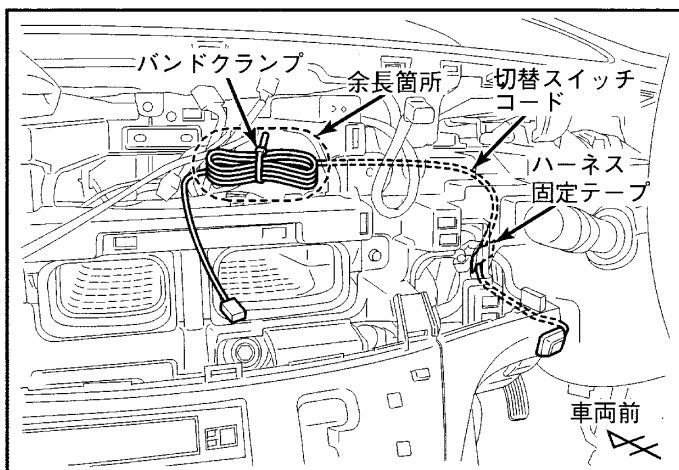 バンドクランプ
余長箇所
切替スイッチ
コード
ハーネス
固定テープ
車両前